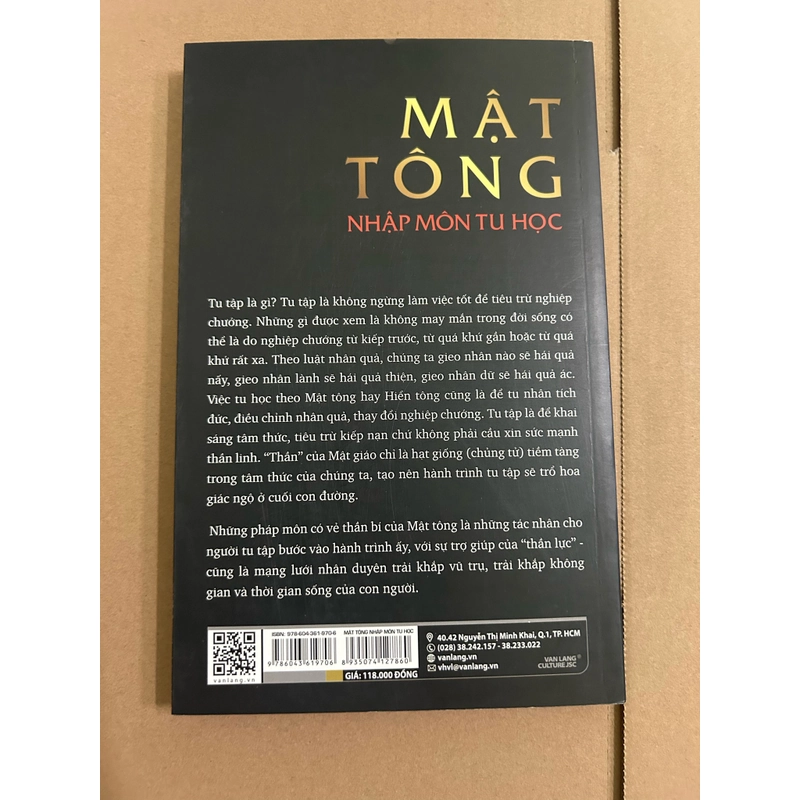 MẬT
TÔNG
NHẬP MÔN TU HỌC
Tu tập là gì? Tu tập là không ngừng làm việc tốt để tiêu trừ nghiệp
chướng. Những gì được xem là không may mắn trong đời sống có
thể là do nghiệp chướng từ kiếp trước, từ quá khứ gần hoặc từ quá
khứ rất xa. Theo luật nhân quả, chúng ta gieo nhân nào sẽ hái quả
nấy, gieo nhân lành sẽ hái quả thiện, gieo nhân dữ sẽ hái quả ác.
Việc tu học theo Mật tông hay Hiển tông cũng là để tu nhân tích
đức, điều chỉnh nhân quả, thay đổi nghiệp chướng. Tu tập là để khai
sáng tâm thức, tiêu trừ kiếp nạn chứ không phải cầu xin sức mạnh
thần linh. “Thần” của Mật giáo chỉ là hạt giống (chủng tử) tiềm tàng
trong tâm thức của chúng ta, tạo nên hành trình tu tập sẽ trổ hoa
giác ngộ ở cuối con đường.
Những pháp môn có vẻ thần bí của Mật tông là những tác nhân cho
người tu tập bước vào hành trình ấy, với sự trợ giúp của “thần lực” -
cũng là mạng lưới nhân duyên trải khắp vũ trụ, trải khắp không
gian và thời gian sống của con người.
vanlang.vn
ISBN: 978-604-361-970-6 MẬT TÔNG NHẬP MÔN TU HỌC
9 786043 619706 8 935074 127860
GIÁ: 118.000 ĐỒNG
40.42 Nguyễn Thị Minh Khai, Q.1, TP. HCM
(028) 38.242.157 - 38.233.022
vanlang.vn
vhvl@vanlang.vn
VAN LANG ®
CULTURE JSC